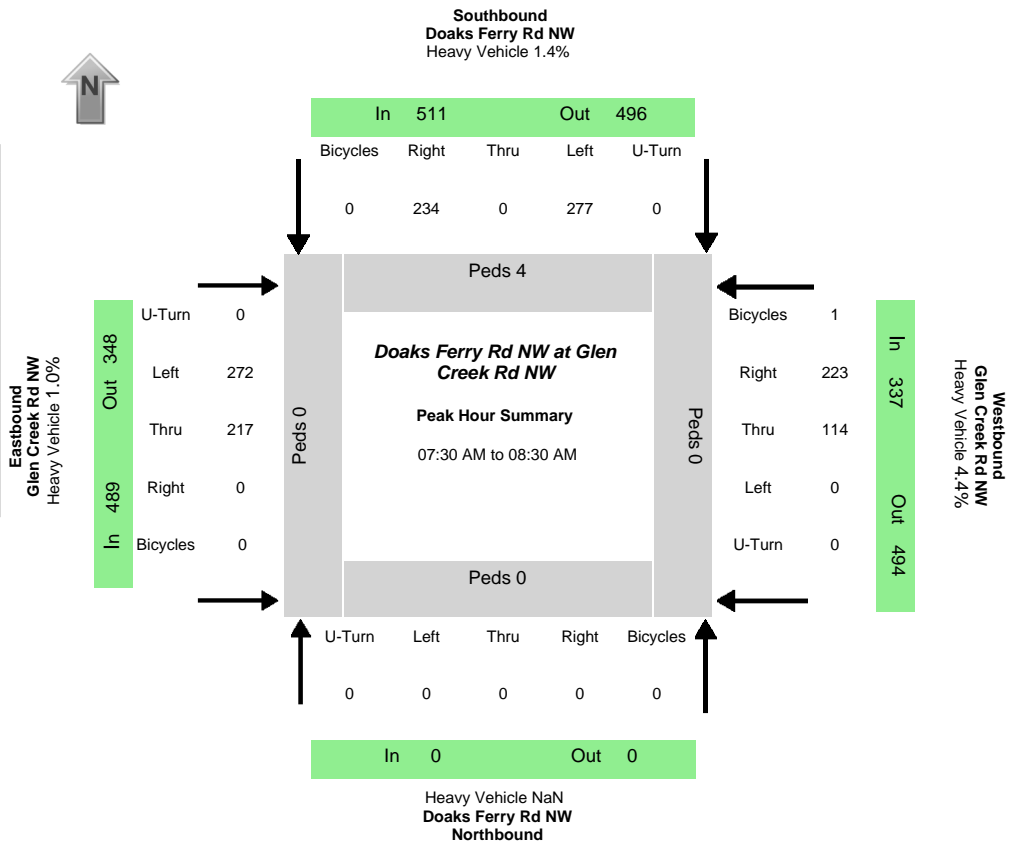 Southbound
Doaks Ferry Rd NW
Heavy Vehicle 1.4%
N
In 511 Out 496
Bicycles Right Thru Left U-Turn
0 234 0 277 0
Peds 4
Eastbound
Glen Creek Rd NW
Heavy Vehicle 1.0%
In 489 Out 348
U-Turn 0
Left 272
Thru 217
Right 0
Bicycles 0
Peds 0
Doaks Ferry Rd NW at Glen
Creek Rd NW
Peak Hour Summary
07:30 AM to 08:30 AM
Peds 0
Bicycles 1
Right 223
Thru 114
Left 0
U-Turn 0
In 337 Out 494
Westbound
Glen Creek Rd NW
Heavy Vehicle 4.4%
Peds 0
U-Turn Left Thru Right Bicycles
0 0 0 0 0
In 0 Out 0
Heavy Vehicle NaN
Doaks Ferry Rd NW
Northbound